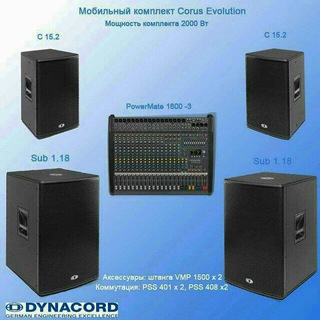 Мобильный комплект Corus Evolution
Мощность комплекта 2000 Вт
C 15.2
C 15.2
PowerMate 1600 -3
Sub 1.18
Sub 1.18
Аксессуары: штанга VMP 1500 x 2
Коммутация: PSS 401 x 2, PSS 408 x2
DYNACORD
GERMAN ENGINEERING EXCELLENCE